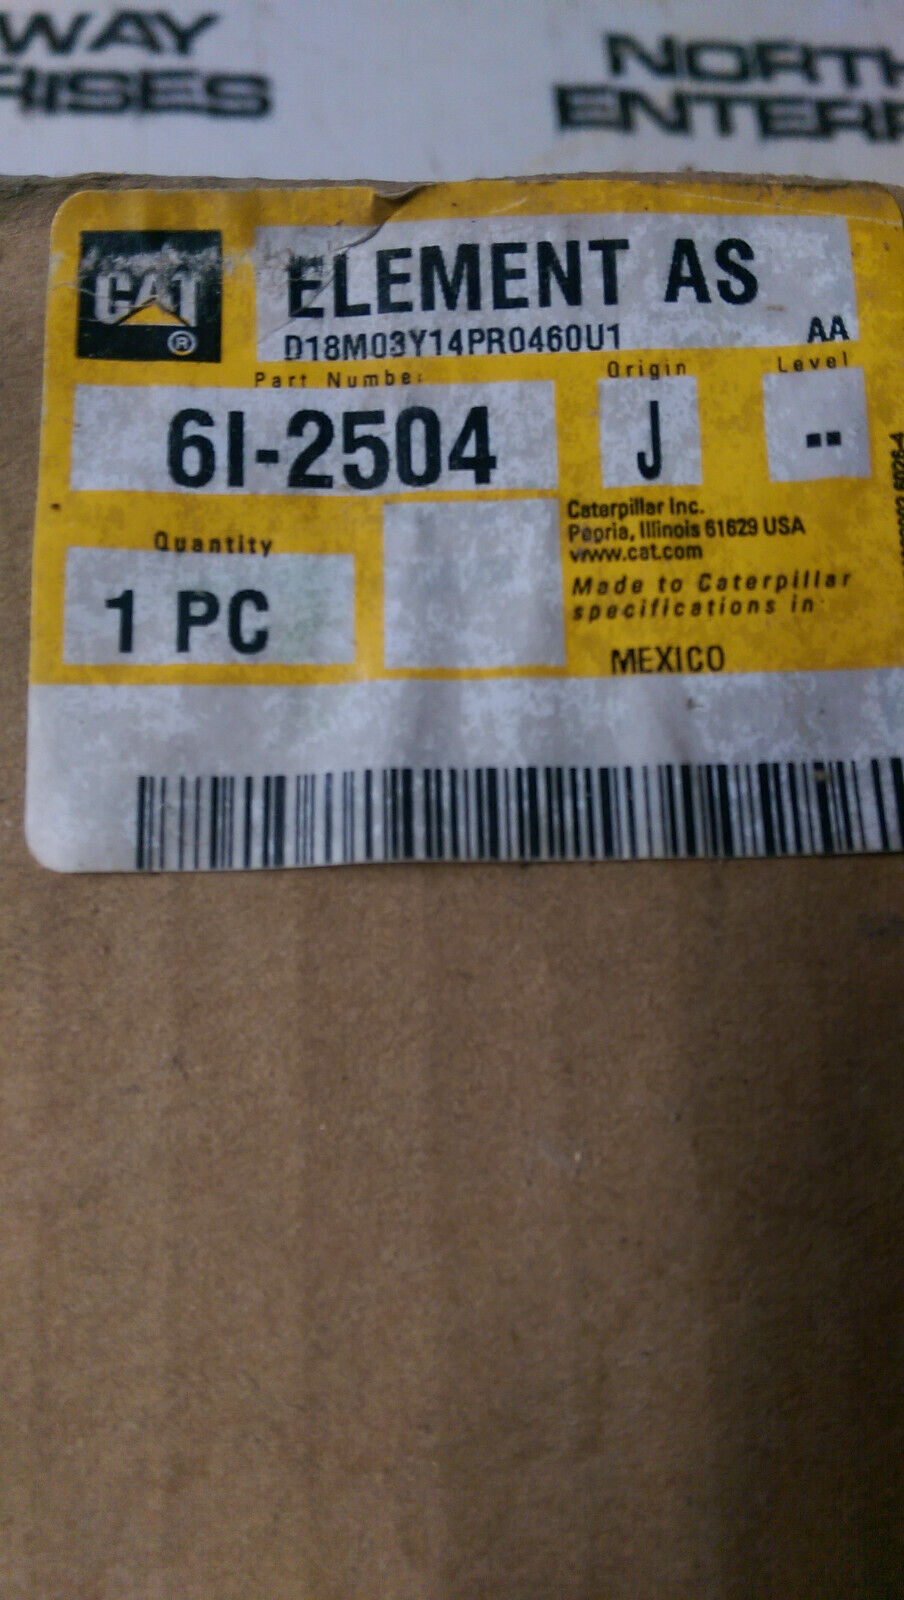 WAY
NORTH
RISES
ENTERP
CAT
®
ELEMENT AS
D18M03Y14PR0460U1
AA
Part Number
Origin
Level
6I-2504
J
--
Caterpillar Inc.
Peoria, Illinois 61629 USA
www.cat.com
Quantity
1 PC
Made to Caterpillar
specifications in
MEXICO